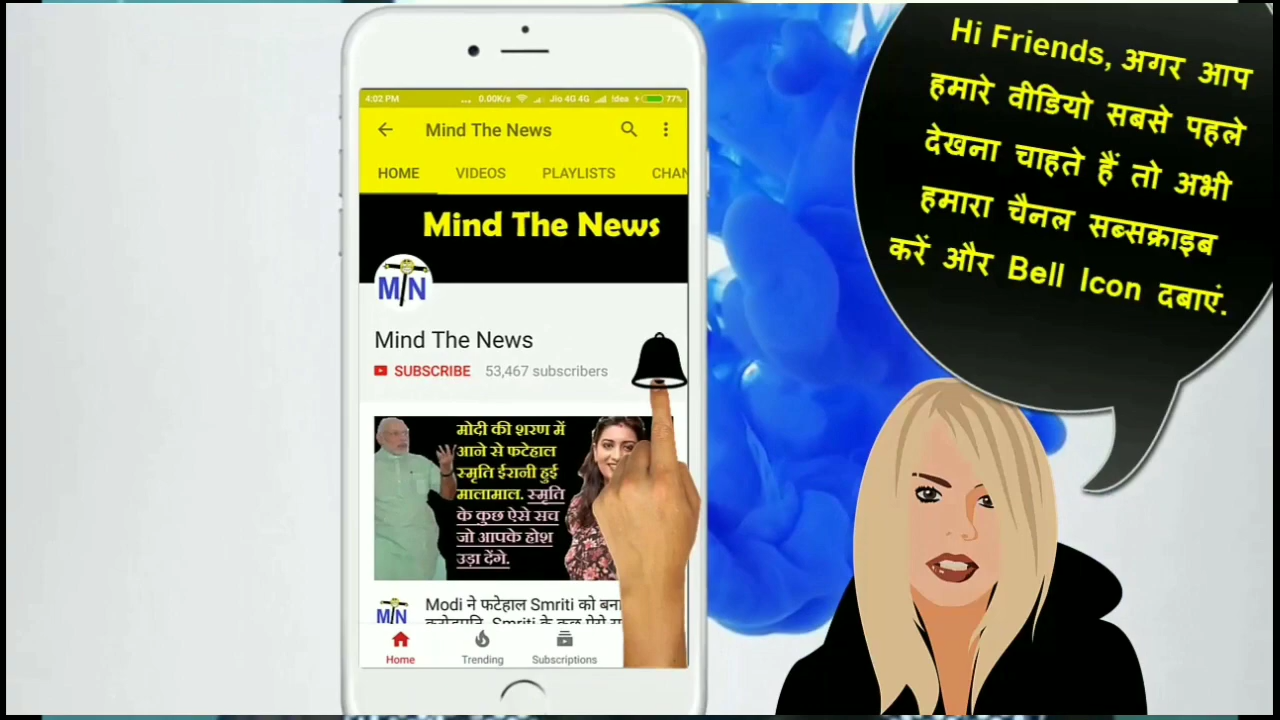 4:02 PM ... 0.00K/s Jio 4G 4G Idea 77%
Mind The News
HOME VIDEOS PLAYLISTS CHAN
Mind The News
MTN
Mind The News
SUBSCRIBE 53,467 subscribers
मोदी की शरण में
आने से फटेहाल
स्मृति ईरानी हुई
मालामाल. स्मृति
के कुछ ऐसे सच
जो आपके होश
उड़ा देंगे.
MTN
Modi ने फटेहाल Smriti को बना
Home Trending Subscriptions
Hi Friends, अगर आप
हमारे वीडियो सबसे पहले
देखना चाहते हैं तो अभी
हमारा चैनल सब्सक्राइब
करें और Bell Icon दबाएं.